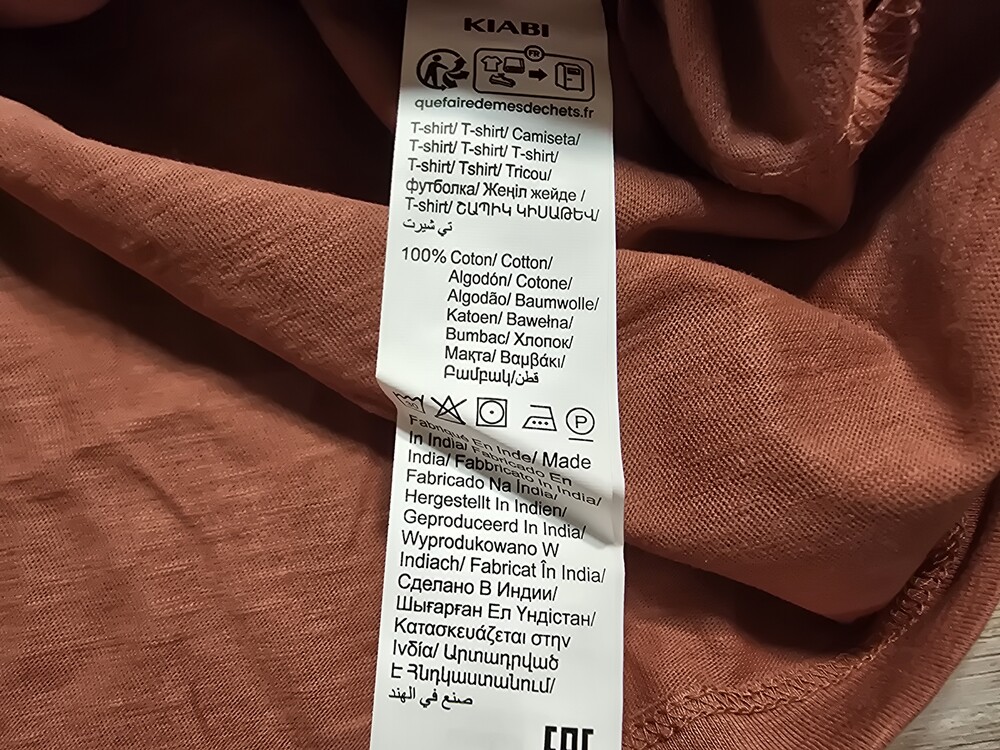 KIABI
FR
quefairedemesdechets.fr
T-shirt/ T-shirt/ Camiseta/
T-shirt/ T-shirt/ T-shirt/
T-shirt/ Tshirt/ Tricou/
футболка/ Жеңіл жейде /
T-shirt/ ՇԱՊԻԿ ԿԻՍԱԹԵՎ/
تي شيرت
100% Coton/ Cotton/
Algodón/ Cotone/
Algodão/ Baumwolle/
Katoen/ Bawełna/
Bumbac/ Хлопок/
Мақта/ Βαμβάκι/
Բամբակ/قطن
P
Fabriqué En Inde/ Made
In India/ Fabricado En
India/ Fabbricato In India/
Fabricado Na India/
Hergestellt In Indien/
Geproduceerd In India/
Wyprodukowano W
Indiach/ Fabricat În India/
Сделано В Индии/
Шығарған Ел Үндістан/
Κατασκευάζεται στην
Ινδία/ Արտադրված
Է Հնդկաստանում/
صنع في الهند
EAC